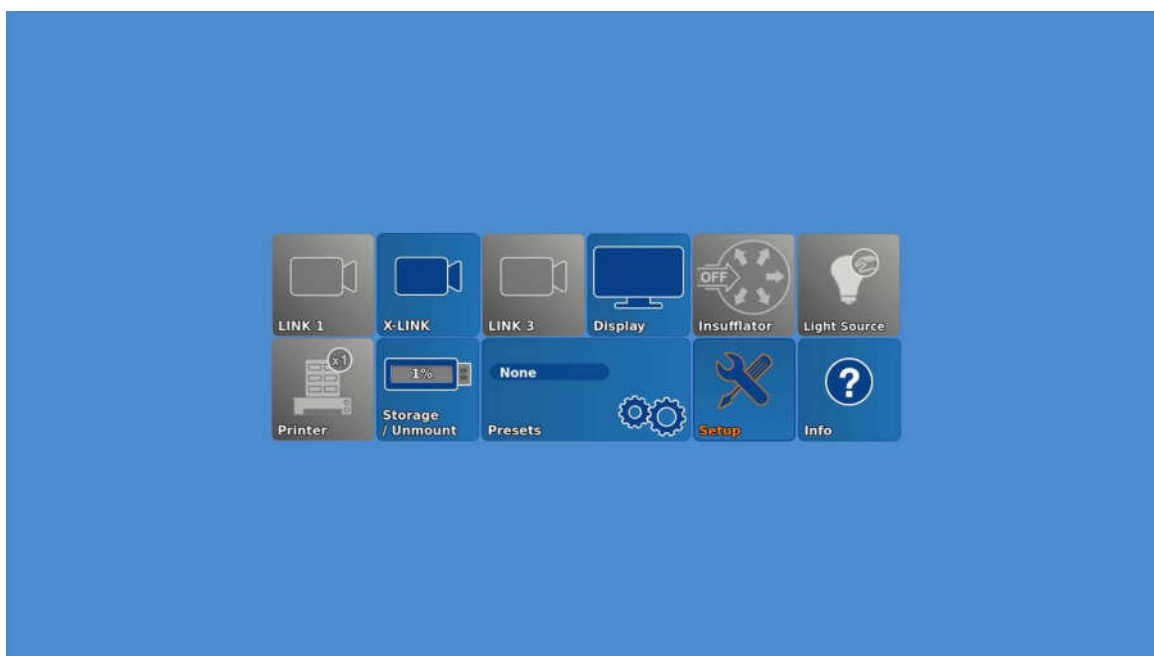 OFF
LINK 1
X-LINK
LINK 3
Display
Insufflator
Light Source
x1
1%
None
?
Printer
Storage
/ Unmount
Presets
Setup
Info